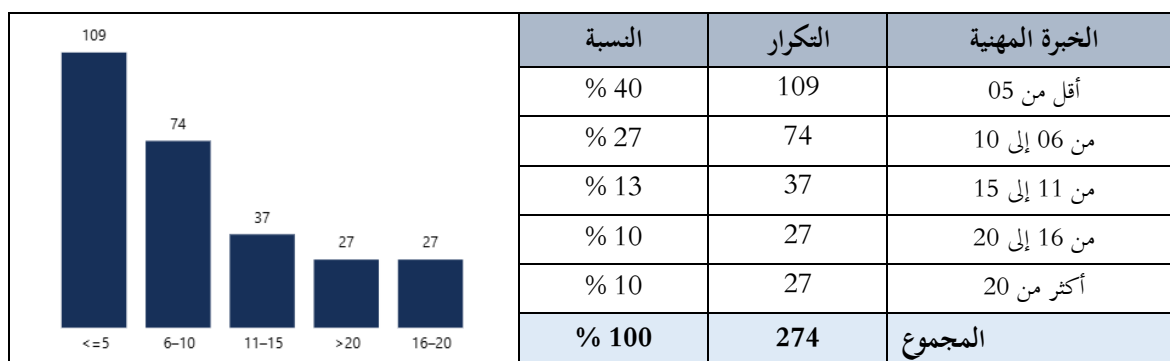 الخبرة المهنية التكرار النسبة
أقل من 05 109 40 %
من 06 إلى 10 74 27 %
من 11 إلى 15 37 13 %
من 16 إلى 20 27 10 %
أكثر من 20 27 10 %
المجموع 274 100 %
109
74
37
27 27
<=5 6–10 11–15 >20 16–20